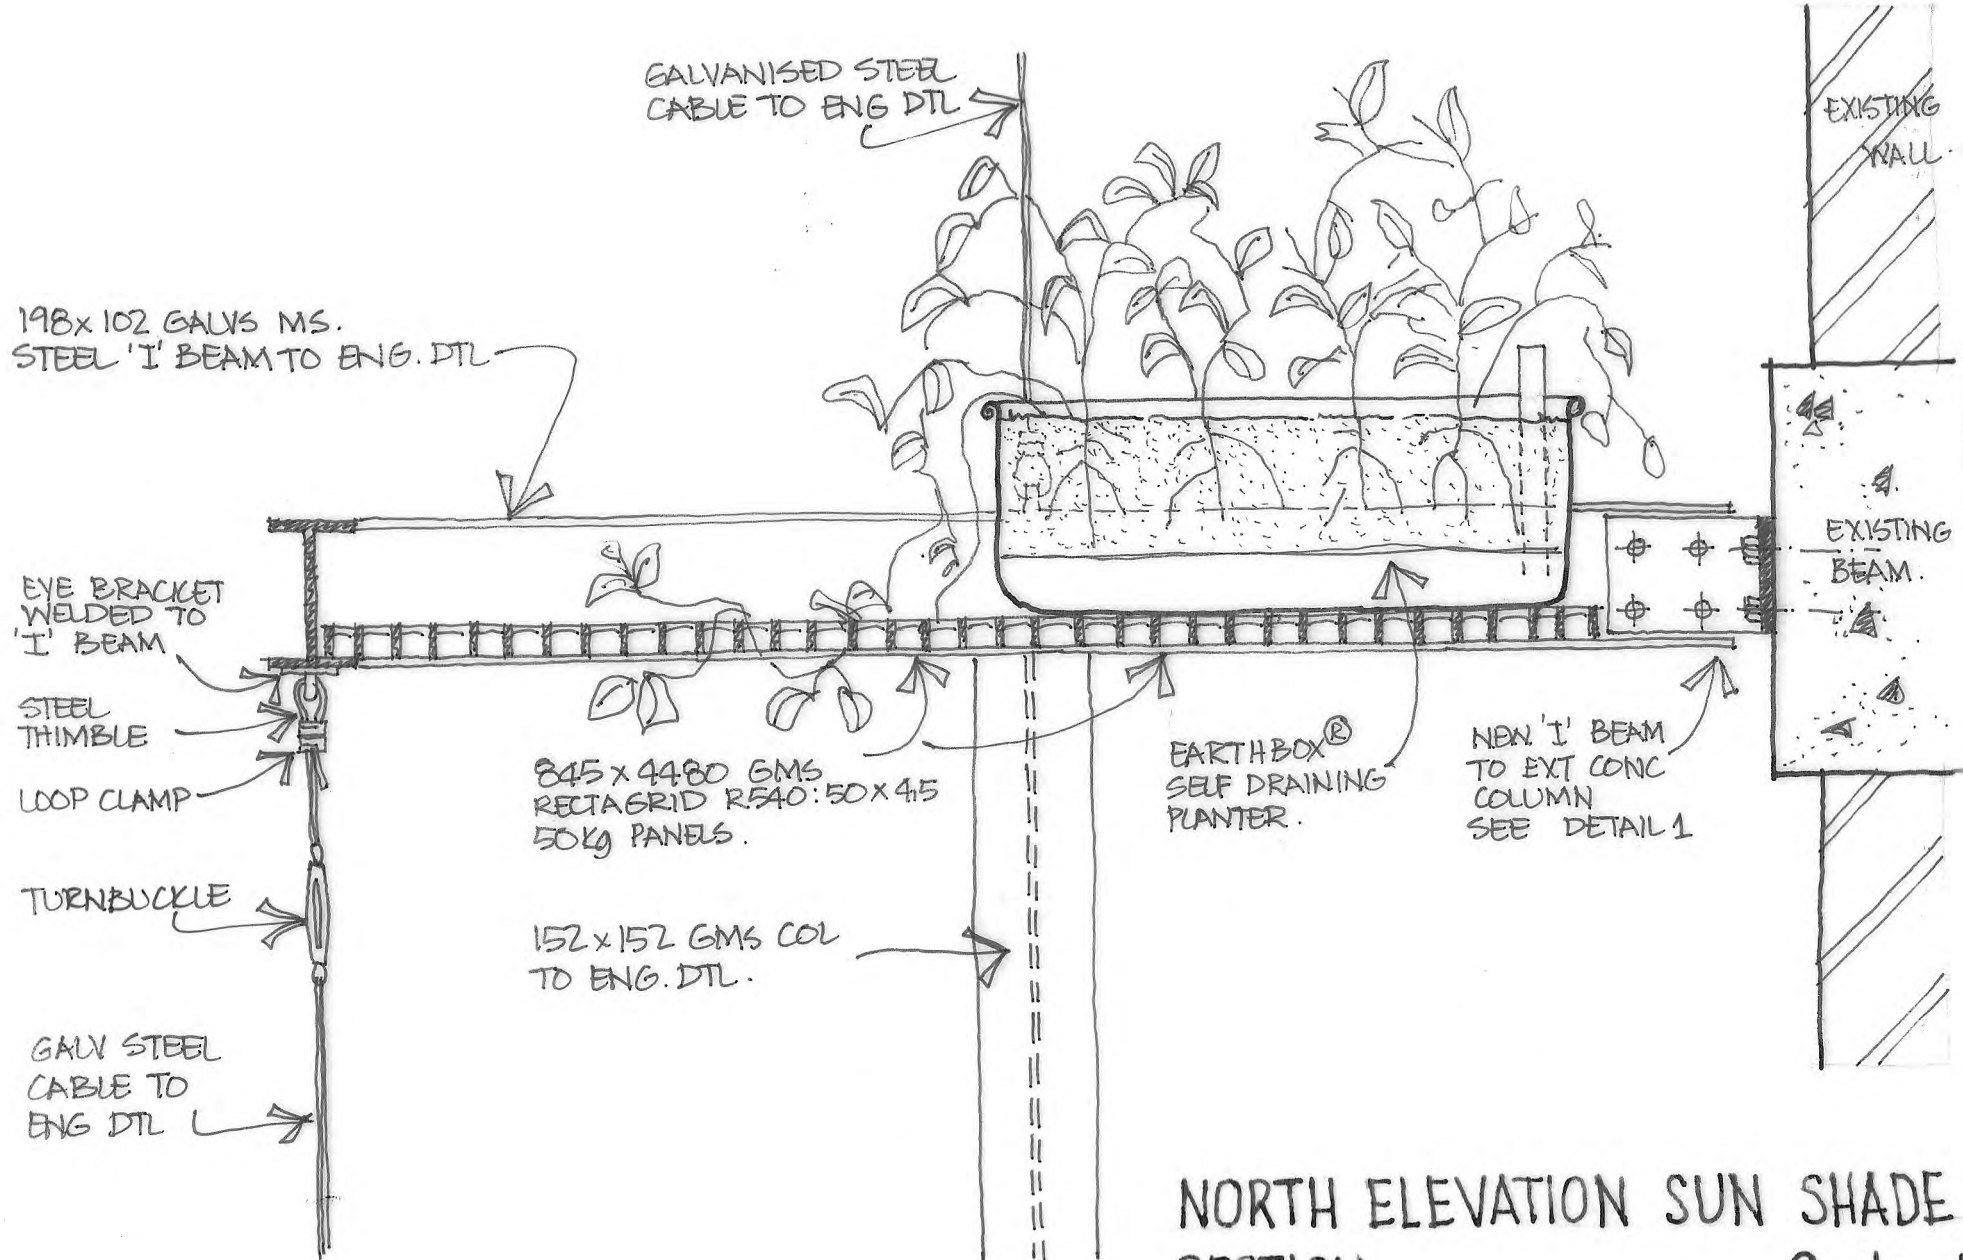 GALVANISED STEEL
CABLE TO ENG DTL
EXISTING
WALL.
198x102 GALVS MS.
STEEL 'I' BEAM TO ENG. DTL
EXISTING
BEAM.
EYE BRACKET
WELDED TO
'I' BEAM
STEEL
THIMBLE
LOOP CLAMP
845 x 4480 GMS
RECTAGRID R540:50x4,5
50Kg PANELS.
EARTHBOX®
SELF DRAINING
PLANTER.
NEW 'I' BEAM
TO EXT CONC
COLUMN
SEE DETAIL 1
TURNBUCKLE
152x152 GMS COL
TO ENG. DTL.
GALV STEEL
CABLE TO
ENG DTL
NORTH ELEVATION SUN SHADE